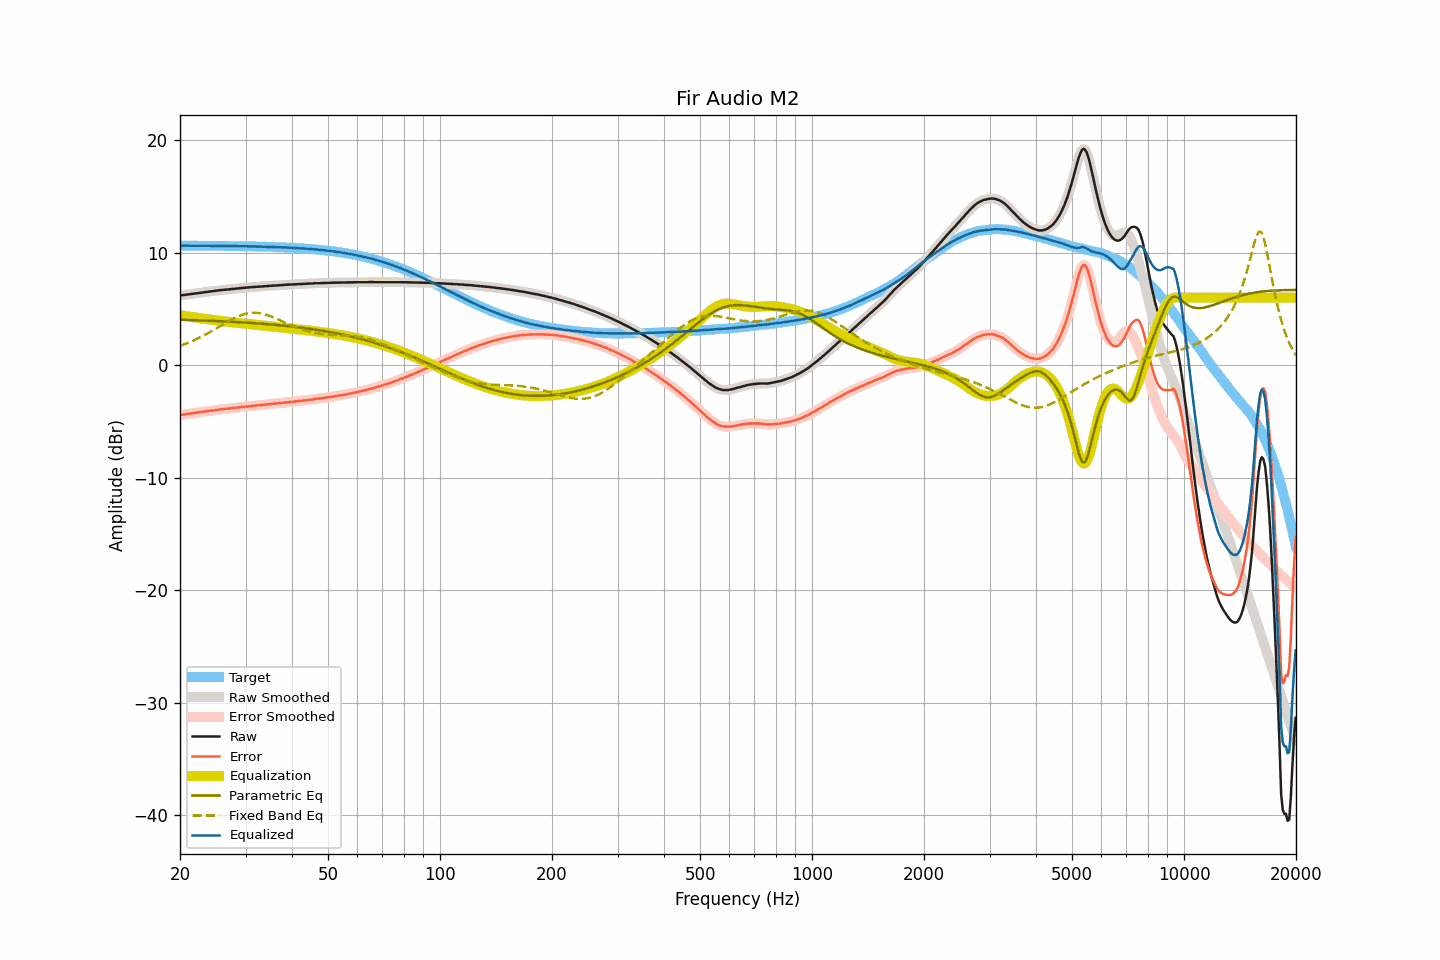 Fir Audio M2
20
10
0
−10
−20
−30
−40
Amplitude (dBr)
Target
Raw Smoothed
Error Smoothed
Raw
Error
Equalization
Parametric Eq
Fixed Band Eq
Equalized
20 50 100 200 500 1000 2000 5000 10000 20000
Frequency (Hz)